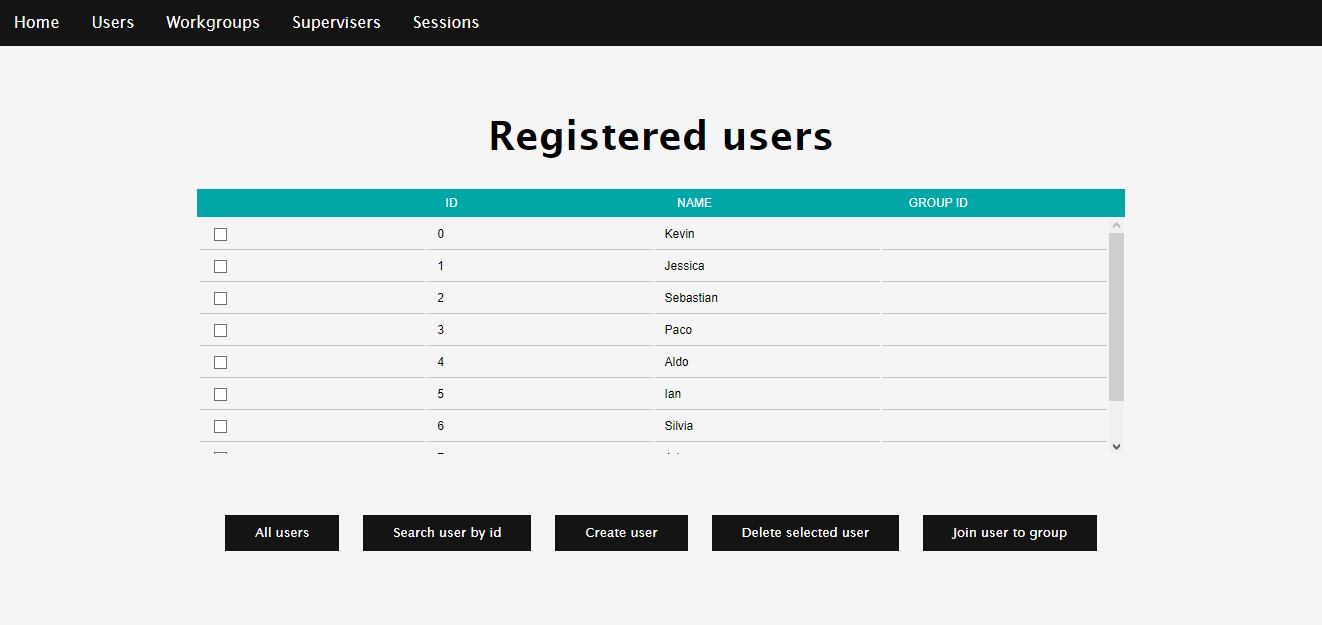 Home Users Workgroups Supervisers Sessions
Registered users
ID NAME GROUP ID
0 Kevin
1 Jessica
2 Sebastian
3 Paco
4 Aldo
5 Ian
6 Silvia
All users Search user by id Create user Delete selected user Join user to group